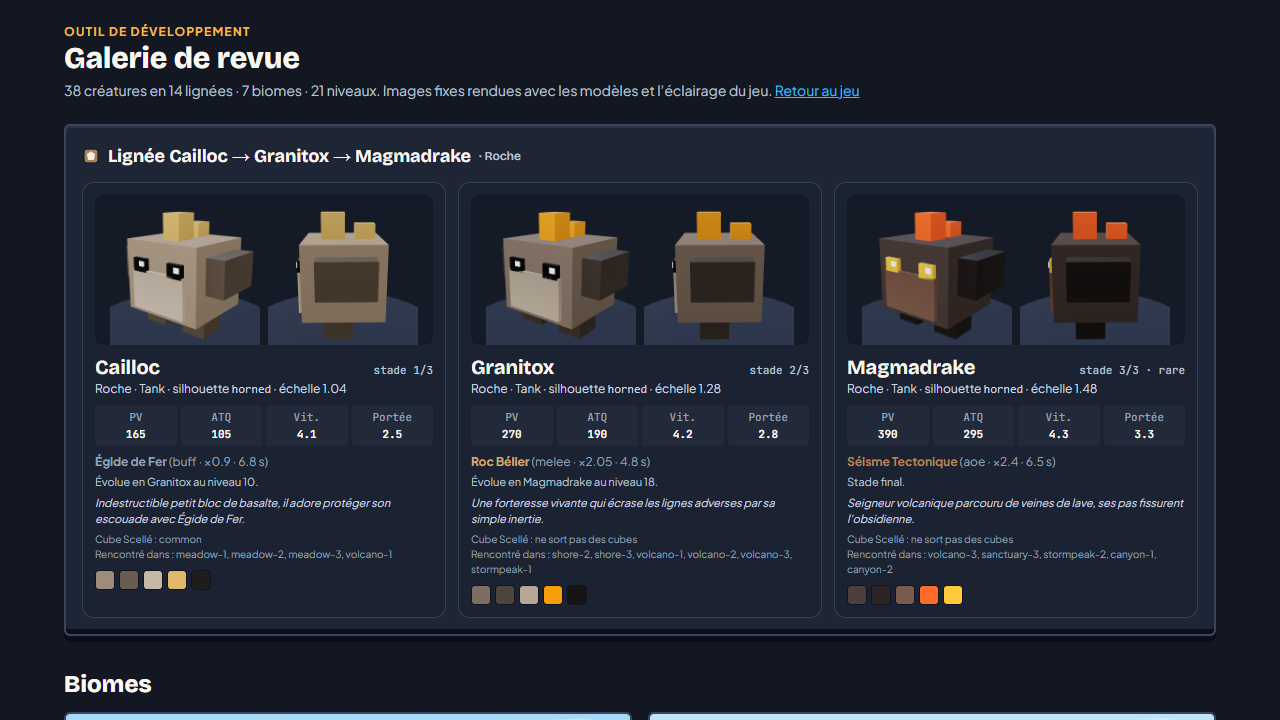 OUTIL DE DÉVELOPPEMENT
Galerie de revue
38 créatures en 14 lignées · 7 biomes · 21 niveaux. Images fixes rendues avec les modèles et l'éclairage du jeu. Retour au jeu
Lignée Cailloc → Granitox → Magmadrake · Roche
Cailloc
stade 1/3
Roche · Tank · silhouette horned · échelle 1.04
PV
ATQ
Vit.
Portée
165
105
4.1
2.5
Égide de Fer (buff · ×0.9 · 6.8 s)
Évolue en Granitox au niveau 10.
Indestructible petit bloc de basalte, il adore protéger son
escouade avec Égide de Fer.
Cube Scellé : common
Rencontré dans : meadow-1, meadow-2, meadow-3, volcano-1
Granitox
stade 2/3
Roche · Tank · silhouette horned · échelle 1.28
PV
ATQ
Vit.
Portée
270
190
4.2
2.8
Roc Bélier (melee · ×2.05 · 4.8 s)
Évolue en Magmadrake au niveau 18.
Une forteresse vivante qui écrase les lignes adverses par sa
simple inertie.
Cube Scellé : ne sort pas des cubes
Rencontré dans : shore-2, shore-3, volcano-1, volcano-2, volcano-3,
stormpeak-1
Magmadrake
stade 3/3 · rare
Roche · Tank · silhouette horned · échelle 1.48
PV
ATQ
Vit.
Portée
390
295
4.3
3.3
Séisme Tectonique (aoe · ×2.4 · 6.5 s)
Stade final.
Seigneur volcanique parcouru de veines de lave, ses pas fissurent
l'obsidienne.
Cube Scellé : ne sort pas des cubes
Rencontré dans : volcano-3, sanctuary-3, stormpeak-2, canyon-1,
canyon-2
Biomes